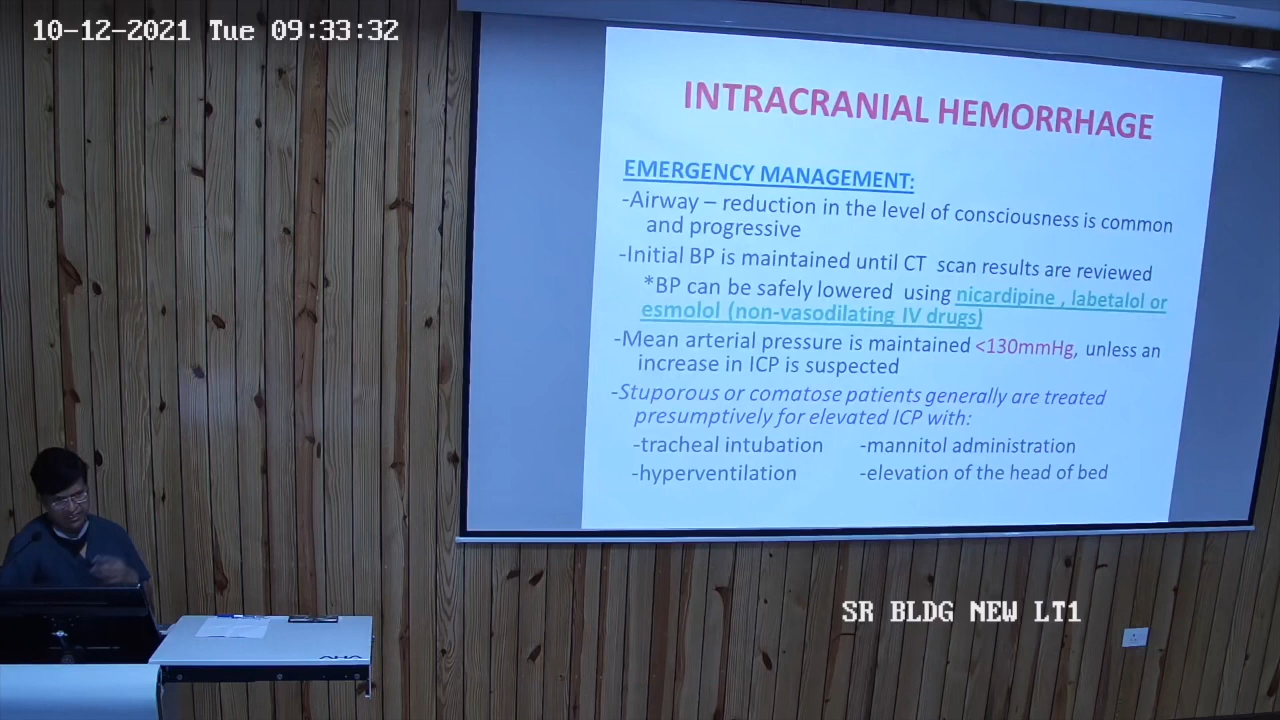 10-12-2021 Tue 09:33:32
INTRACRANIAL HEMORRHAGE
EMERGENCY MANAGEMENT:
-Airway – reduction in the level of consciousness is common
and progressive
-Initial BP is maintained until CT scan results are reviewed
*BP can be safely lowered using nicardipine , labetalol or
esmolol (non-vasodilating IV drugs)
-Mean arterial pressure is maintained <130mmHg, unless an
increase in ICP is suspected
-Stuporous or comatose patients generally are treated
presumptively for elevated ICP with:
-tracheal intubation -mannitol administration
-hyperventilation -elevation of the head of bed
SR BLDG NEW LT1
AHA